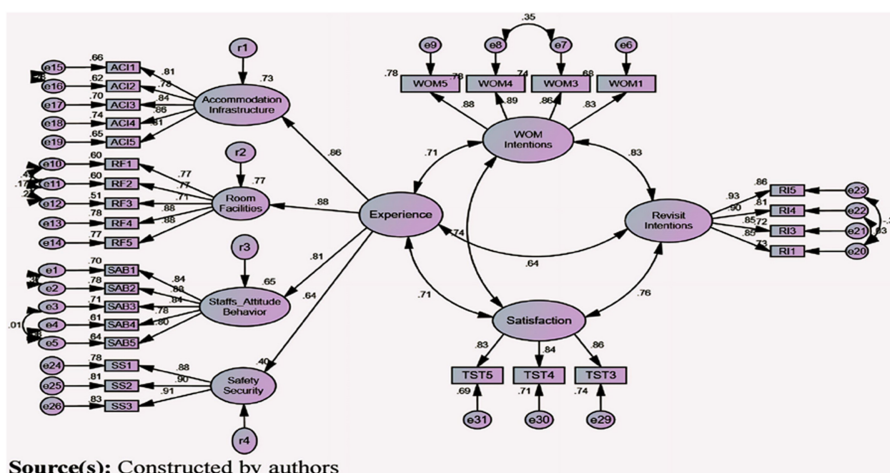 .35
e9 e8 e7 e6
r1
.66 .73
e15 ACI1 .81
.78 .74 .68
.62
e16 ACI2 .78
WOM5 WOM4 WOM3 WOM1
.70
e17 ACI3 .84
Accommodation
Infrastructure
.74
e18 ACI4 .86
.88 .89 .86 .83
.65
e19 ACI5
WOM
Intentions
r2
.60
e10 RF1 .77
.77
.86
.71
.83
.60
e11 RF2 .77
.51
e12 RF3 .71
Room
Facilities
.88
.78
e13 RF4 .88
.77
e14 RF5 .88
Experience
Revisit
Intentions
.93 .86 RI5 e23
.90 .81 RI4 e22
.85 .72 RI3 e21
.85 .73 RI1 e20
.74
.64
r3
.81
.64
.65
.70
e1 SAB1 .84
.78
e2 SAB2
.71
e3 SAB3 .84
Staffs_Attitude
Behavior
.61
.01 e4 SAB4 .78
.64
e5 SAB5 .80
.71
.76
Satisfaction
.83 .84 .86
.40
.78
e24 SS1 .88
.81
e25 SS2 .90
Safety
Security
.83
e26 SS3 .91
TST5 TST4 TST3
.69 .71 .74
e31 e30 e29
r4
Source(s): Constructed by authors